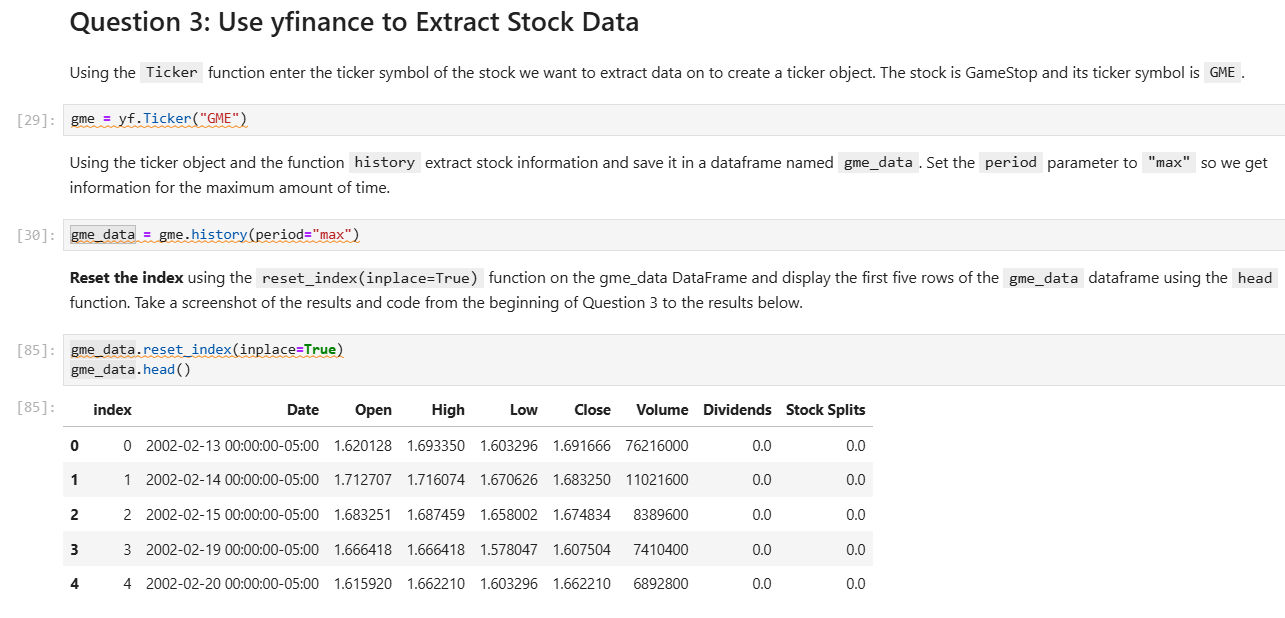 Question 3: Use yfinance to Extract Stock Data
Using the Ticker function enter the ticker symbol of the stock we want to extract data on to create a ticker object. The stock is GameStop and its ticker symbol is GME .
[29]: gme = yf.Ticker("GME")
Using the ticker object and the function history extract stock information and save it in a dataframe named gme_data . Set the period parameter to "max" so we get
information for the maximum amount of time.
[30]: gme_data = gme.history(period="max")
Reset the index using the reset_index(inplace=True) function on the gme_data DataFrame and display the first five rows of the gme_data dataframe using the head
function. Take a screenshot of the results and code from the beginning of Question 3 to the results below.
[85]: gme_data.reset_index(inplace=True)
gme_data.head()
[85]: index Date Open High Low Close Volume Dividends Stock Splits
0 0 2002-02-13 00:00:00-05:00 1.620128 1.693350 1.603296 1.691666 76216000 0.0 0.0
1 1 2002-02-14 00:00:00-05:00 1.712707 1.716074 1.670626 1.683250 11021600 0.0 0.0
2 2 2002-02-15 00:00:00-05:00 1.683251 1.687459 1.658002 1.674834 8389600 0.0 0.0
3 3 2002-02-19 00:00:00-05:00 1.666418 1.666418 1.578047 1.607504 7410400 0.0 0.0
4 4 2002-02-20 00:00:00-05:00 1.615920 1.662210 1.603296 1.662210 6892800 0.0 0.0